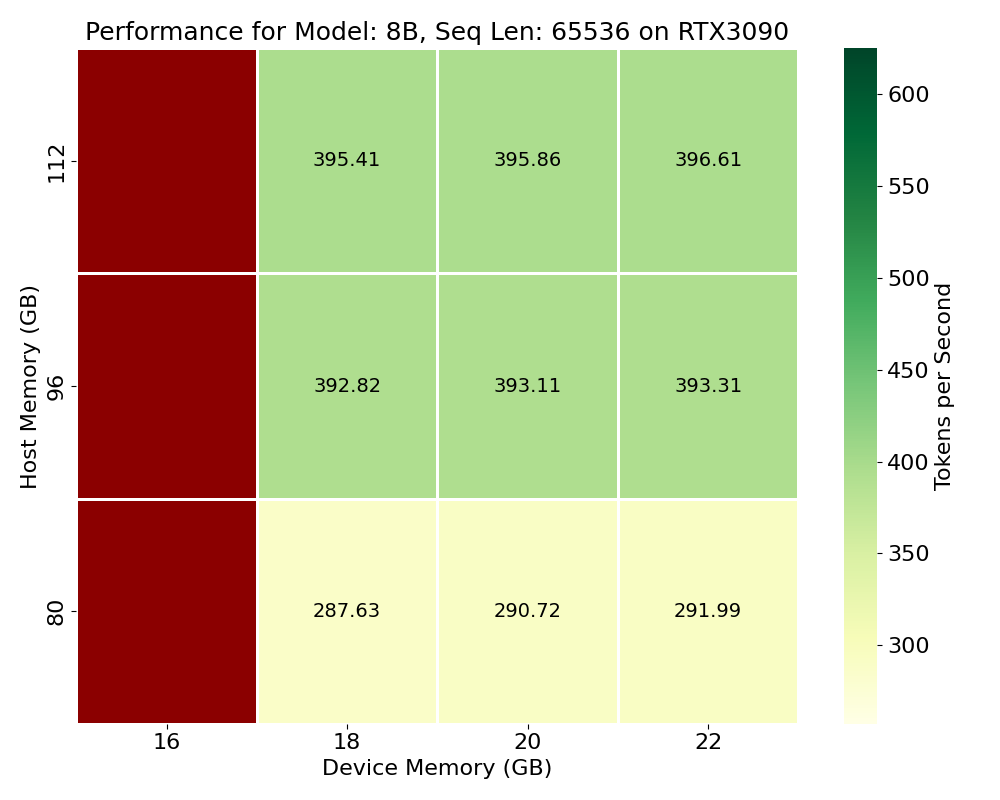 Performance for Model: 8B, Seq Len: 65536 on RTX3090
Host Memory (GB)
112
395.41 395.86 396.61
96
392.82 393.11 393.31
80
287.63 290.72 291.99
16 18 20 22
Device Memory (GB)
600
550
500
450
400
350
300
Tokens per Second